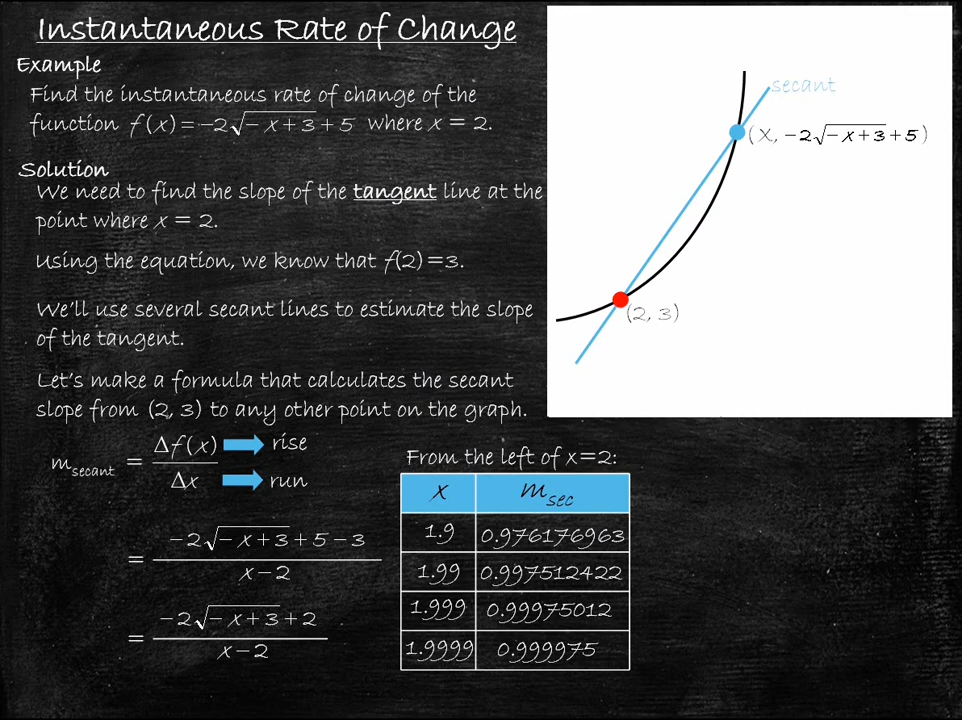 Instantaneous Rate of Change
Example
Find the instantaneous rate of change of the
function f(x) = −2√(−x+3) + 5 where x = 2.
Solution
We need to find the slope of the tangent line at the
point where x = 2.
Using the equation, we know that f(2)=3.
We'll use several secant lines to estimate the slope
of the tangent.
Let's make a formula that calculates the secant
slope from (2, 3) to any other point on the graph.
m_secant = Δf(x) / Δx
rise
run
= (−2√(−x+3) + 5 − 3) / (x − 2)
= (−2√(−x+3) + 2) / (x − 2)
From the left of x=2:
x m_sec
1.9 0.976176963
1.99 0.997512422
1.999 0.99975012
1.9999 0.999975
secant
(X, −2√(−x+3) + 5)
(2, 3)